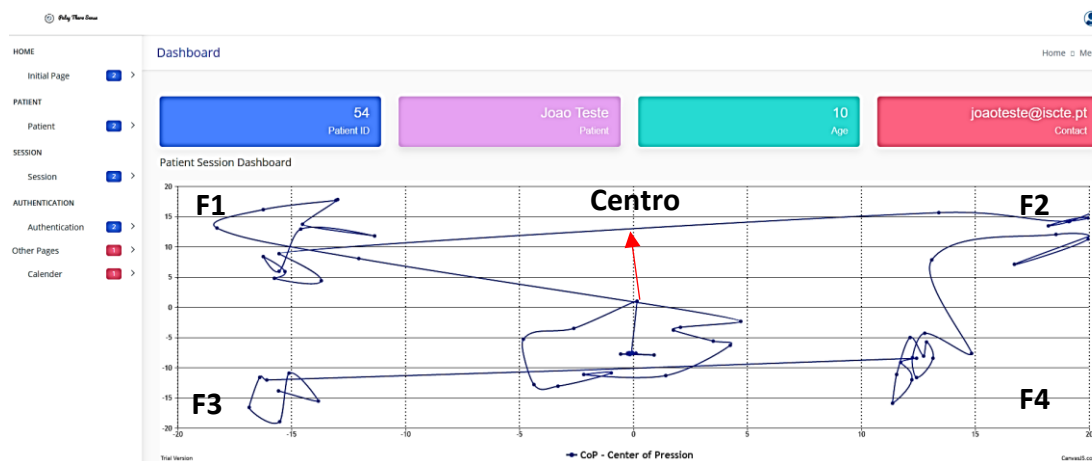 HOME
Dashboard
Home
Me
Initial Page 2
PATIENT
Patient 2
SESSION
Session 2
AUTHENTICATION
Authentication 2
Other Pages 1
Calender 1
54
Patient ID
Joao Teste
Patient
10
Age
joaoteste@iscte.pt
Contact
Patient Session Dashboard
20
15
10
5
0
-5
-10
-15
-20
F1
Centro
F2
F3
F4
-20
-15
-10
-5
0
5
10
15
20
CoP - Center of Pression
Trial Version
CanvasJS.co